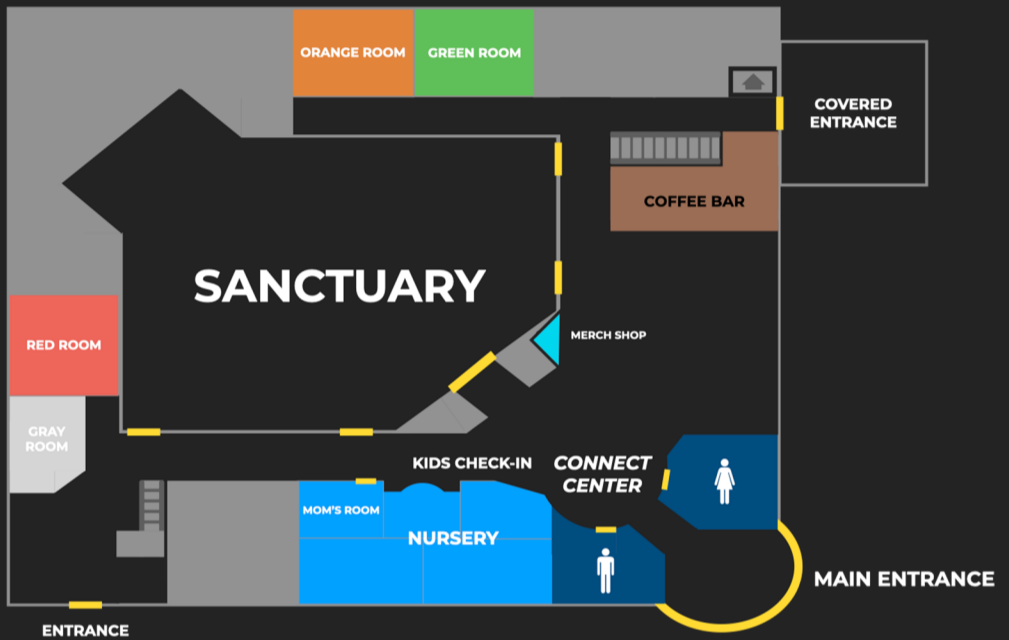 ORANGE ROOM
GREEN ROOM
COVERED
ENTRANCE
COFFEE BAR
SANCTUARY
MERCH SHOP
RED ROOM
GRAY
ROOM
KIDS CHECK-IN
CONNECT
CENTER
MOM'S ROOM
NURSERY
MAIN ENTRANCE
ENTRANCE